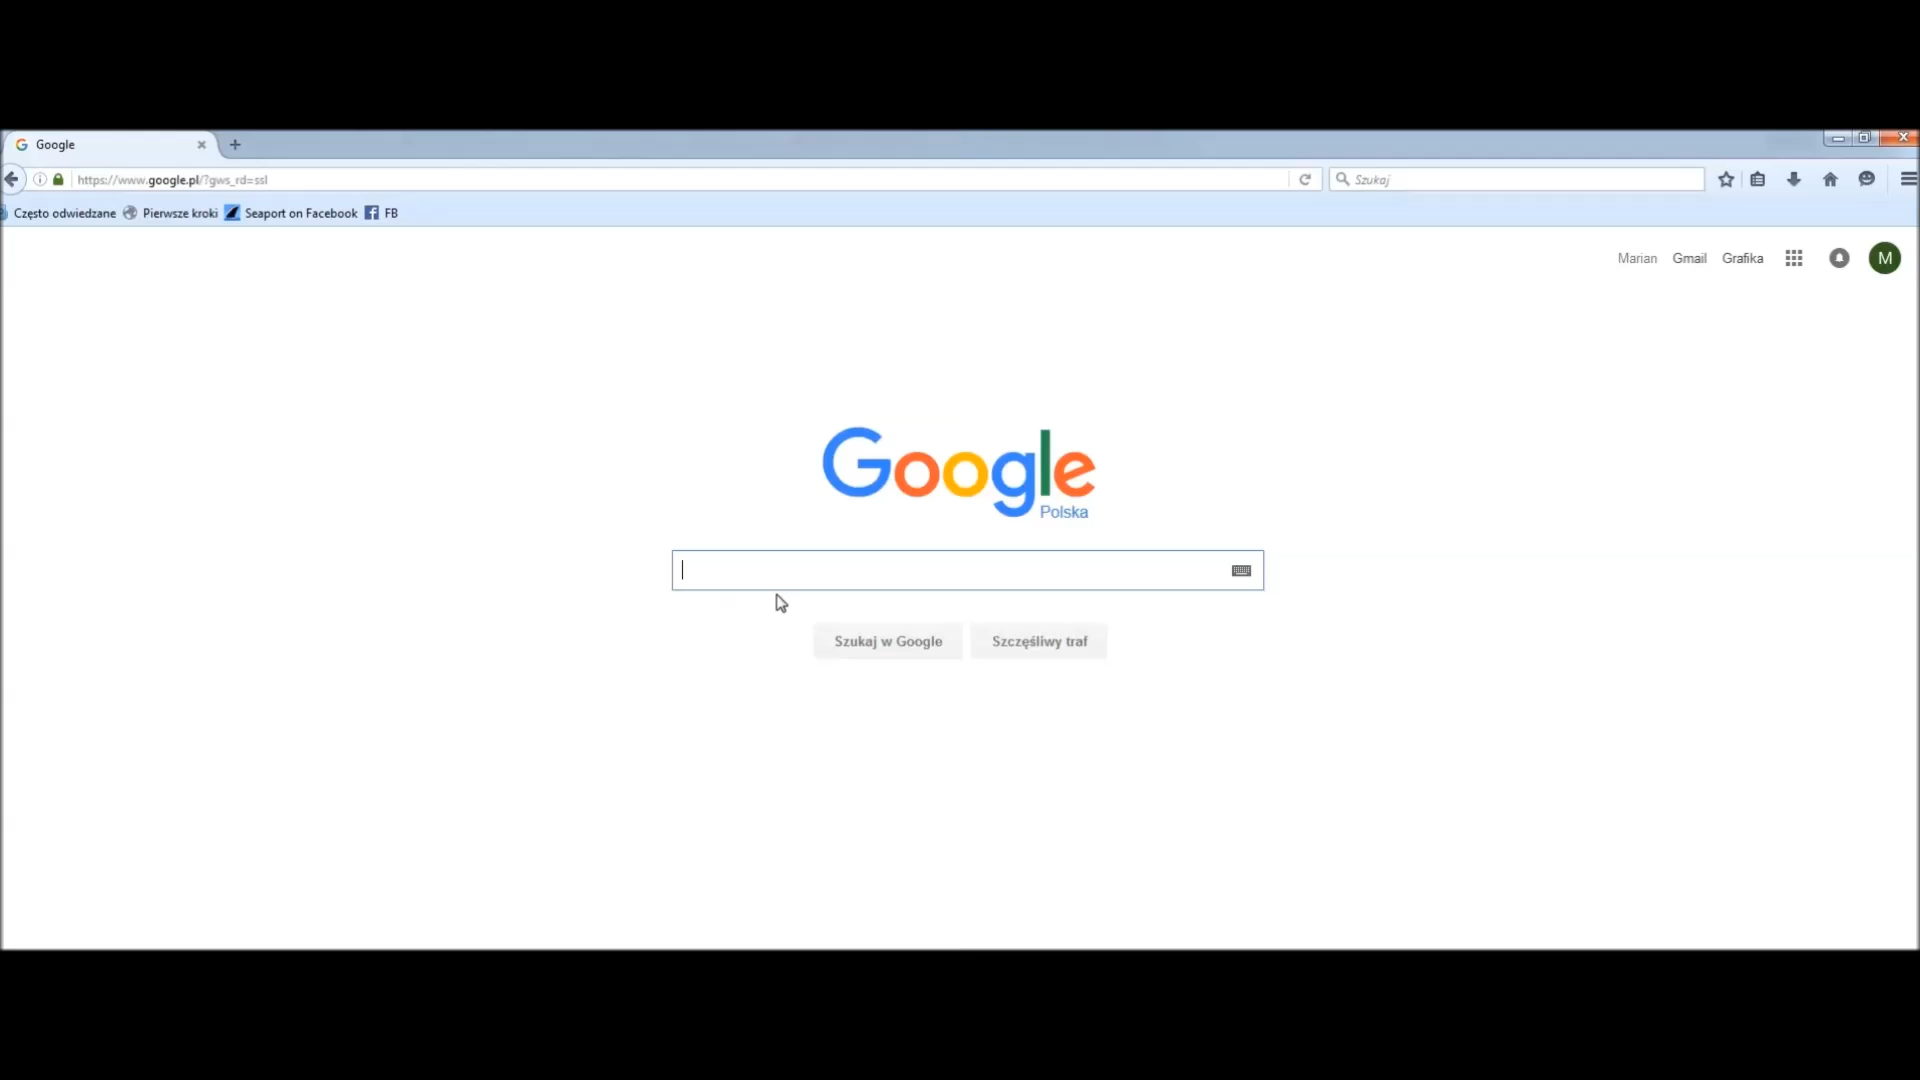 Google
https://www.google.pl/?gws_rd=ssl
Szukaj
Często odwiedzane Pierwsze kroki Seaport on Facebook FB
Marian Gmail Grafika M
Google
Polska
Szukaj w Google Szczęśliwy traf